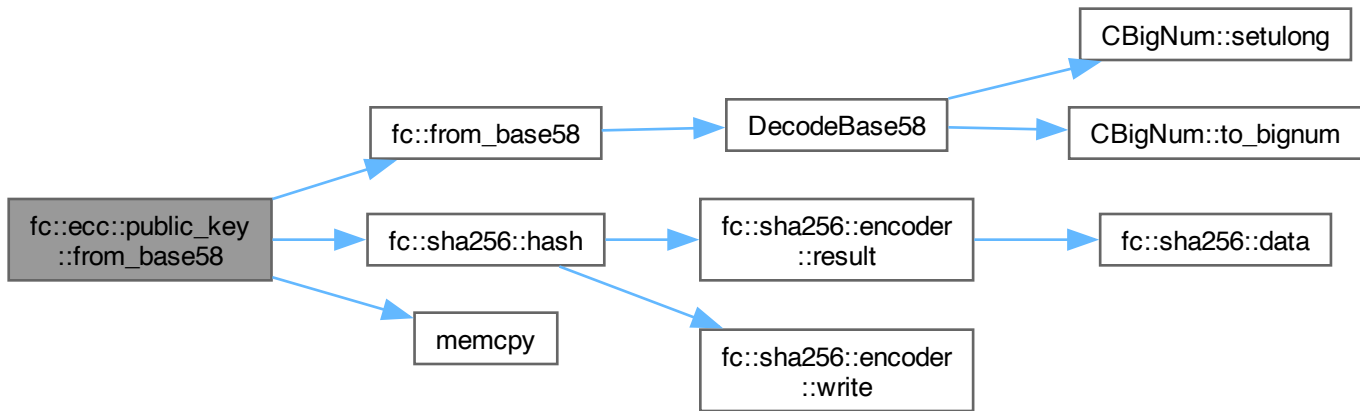 fc::ecc::public_key
::from_base58
fc::from_base58
DecodeBase58
CBigNum::setulong
CBigNum::to_bignum
fc::sha256::hash
fc::sha256::encoder
::result
fc::sha256::data
fc::sha256::encoder
::write
memcpy